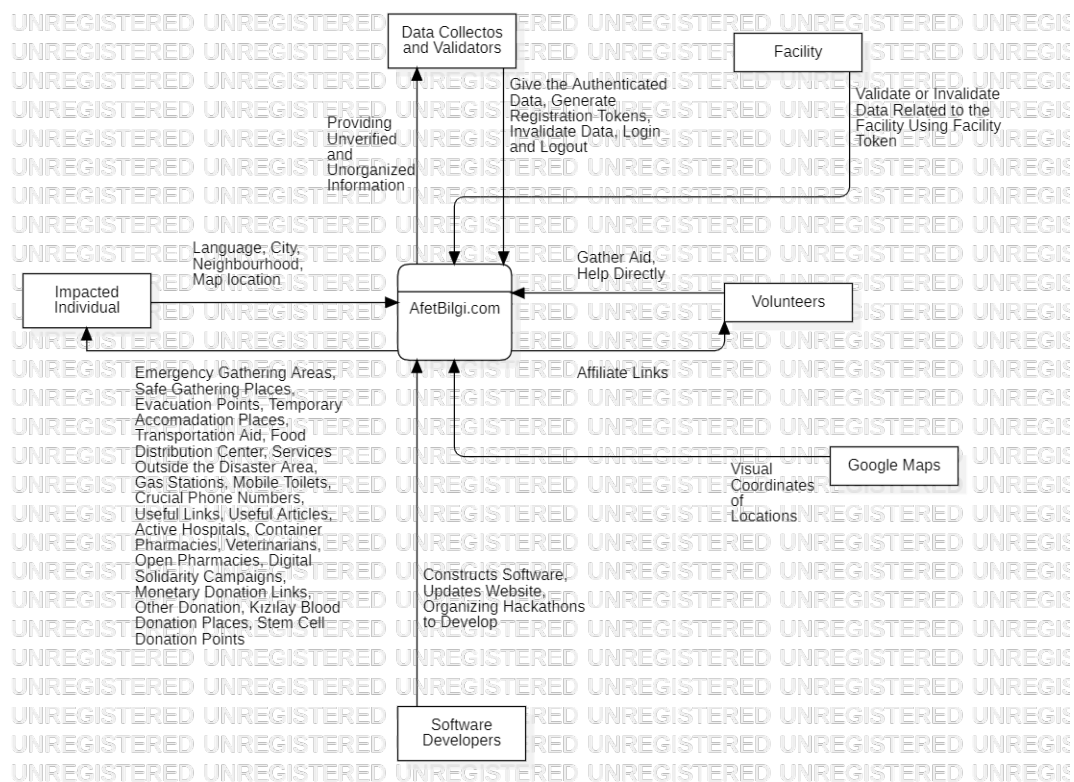 UNREGISTERED
Data Collectos
and Validators
Facility
Give the Authenticated
Data, Generate
Registration Tokens,
Invalidate Data, Login
and Logout
Validate or Invalidate
Data Related to the
Facility Using Facility
Token
Providing
Unverified
and
Unorganized
Information
Language, City,
Neighbourhood,
Map location
Gather Aid,
Help Directly
Impacted
Individual
AfetBilgi.com
Volunteers
Affiliate Links
Emergency Gathering Areas,
Safe Gathering Places,
Evacuation Points, Temporary
Accomadation Places,
Transportation Aid, Food
Distribution Center, Services
Outside the Disaster Area,
Gas Stations, Mobile Toilets,
Crucial Phone Numbers,
Useful Links, Useful Articles,
Active Hospitals, Container
Pharmacies, Veterinarians,
Open Pharmacies, Digital
Solidarity Campaigns,
Monetary Donation Links,
Other Donation, Kızılay Blood
Donation Places, Stem Cell
Donation Points
Google Maps
Visual
Coordinates
of
Locations
Constructs Software,
Updates Website,
Organizing Hackathons
to Develop
Software
Developers